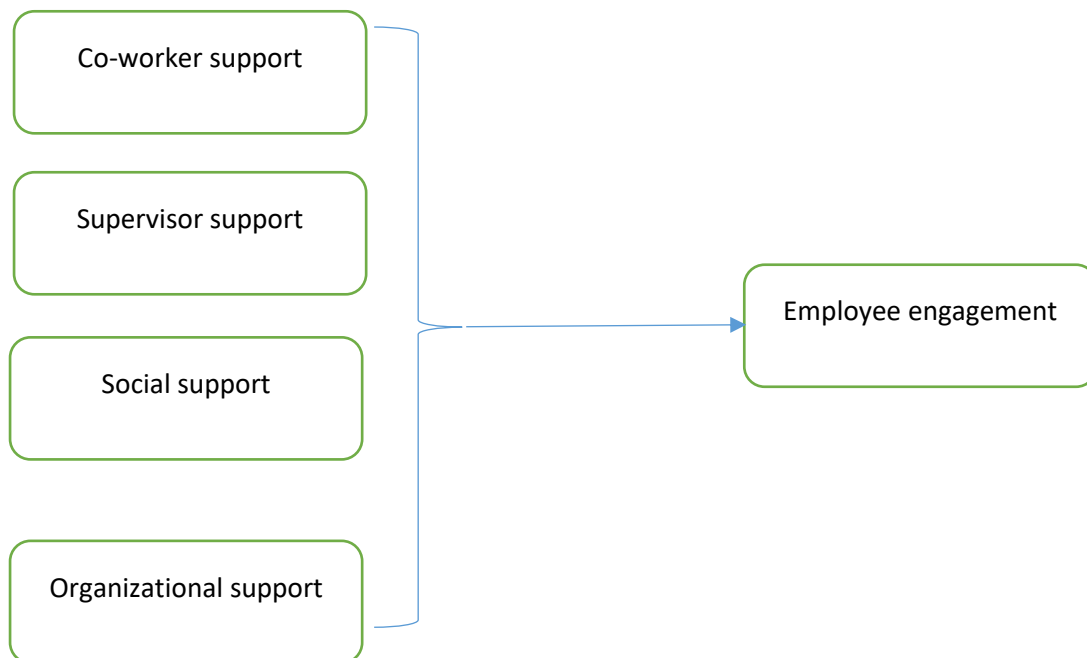 Co-worker support
Supervisor support
Employee engagement
Social support
Organizational support